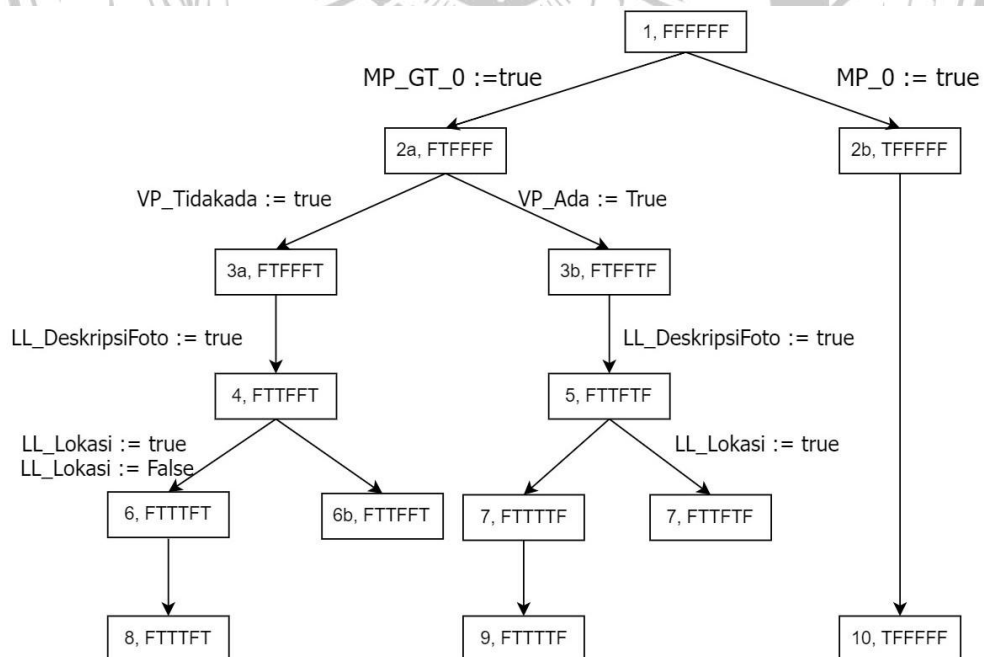 1, FFFFFF
MP_GT_0 :=true
MP_0 := true
2a, FTFFFF
2b, TFFFFF
VP_Tidakada := true
VP_Ada := True
3a, FTFFFT
3b, FTFFTF
LL_DeskripsiFoto := true
LL_DeskripsiFoto := true
4, FTTFFT
5, FTTFTF
LL_Lokasi := true
LL_Lokasi := False
LL_Lokasi := true
6, FTTTFT
6b, FTTFFT
7, FTTTTF
7, FTTFTF
8, FTTTFT
9, FTTTTF
10, TFFFFF